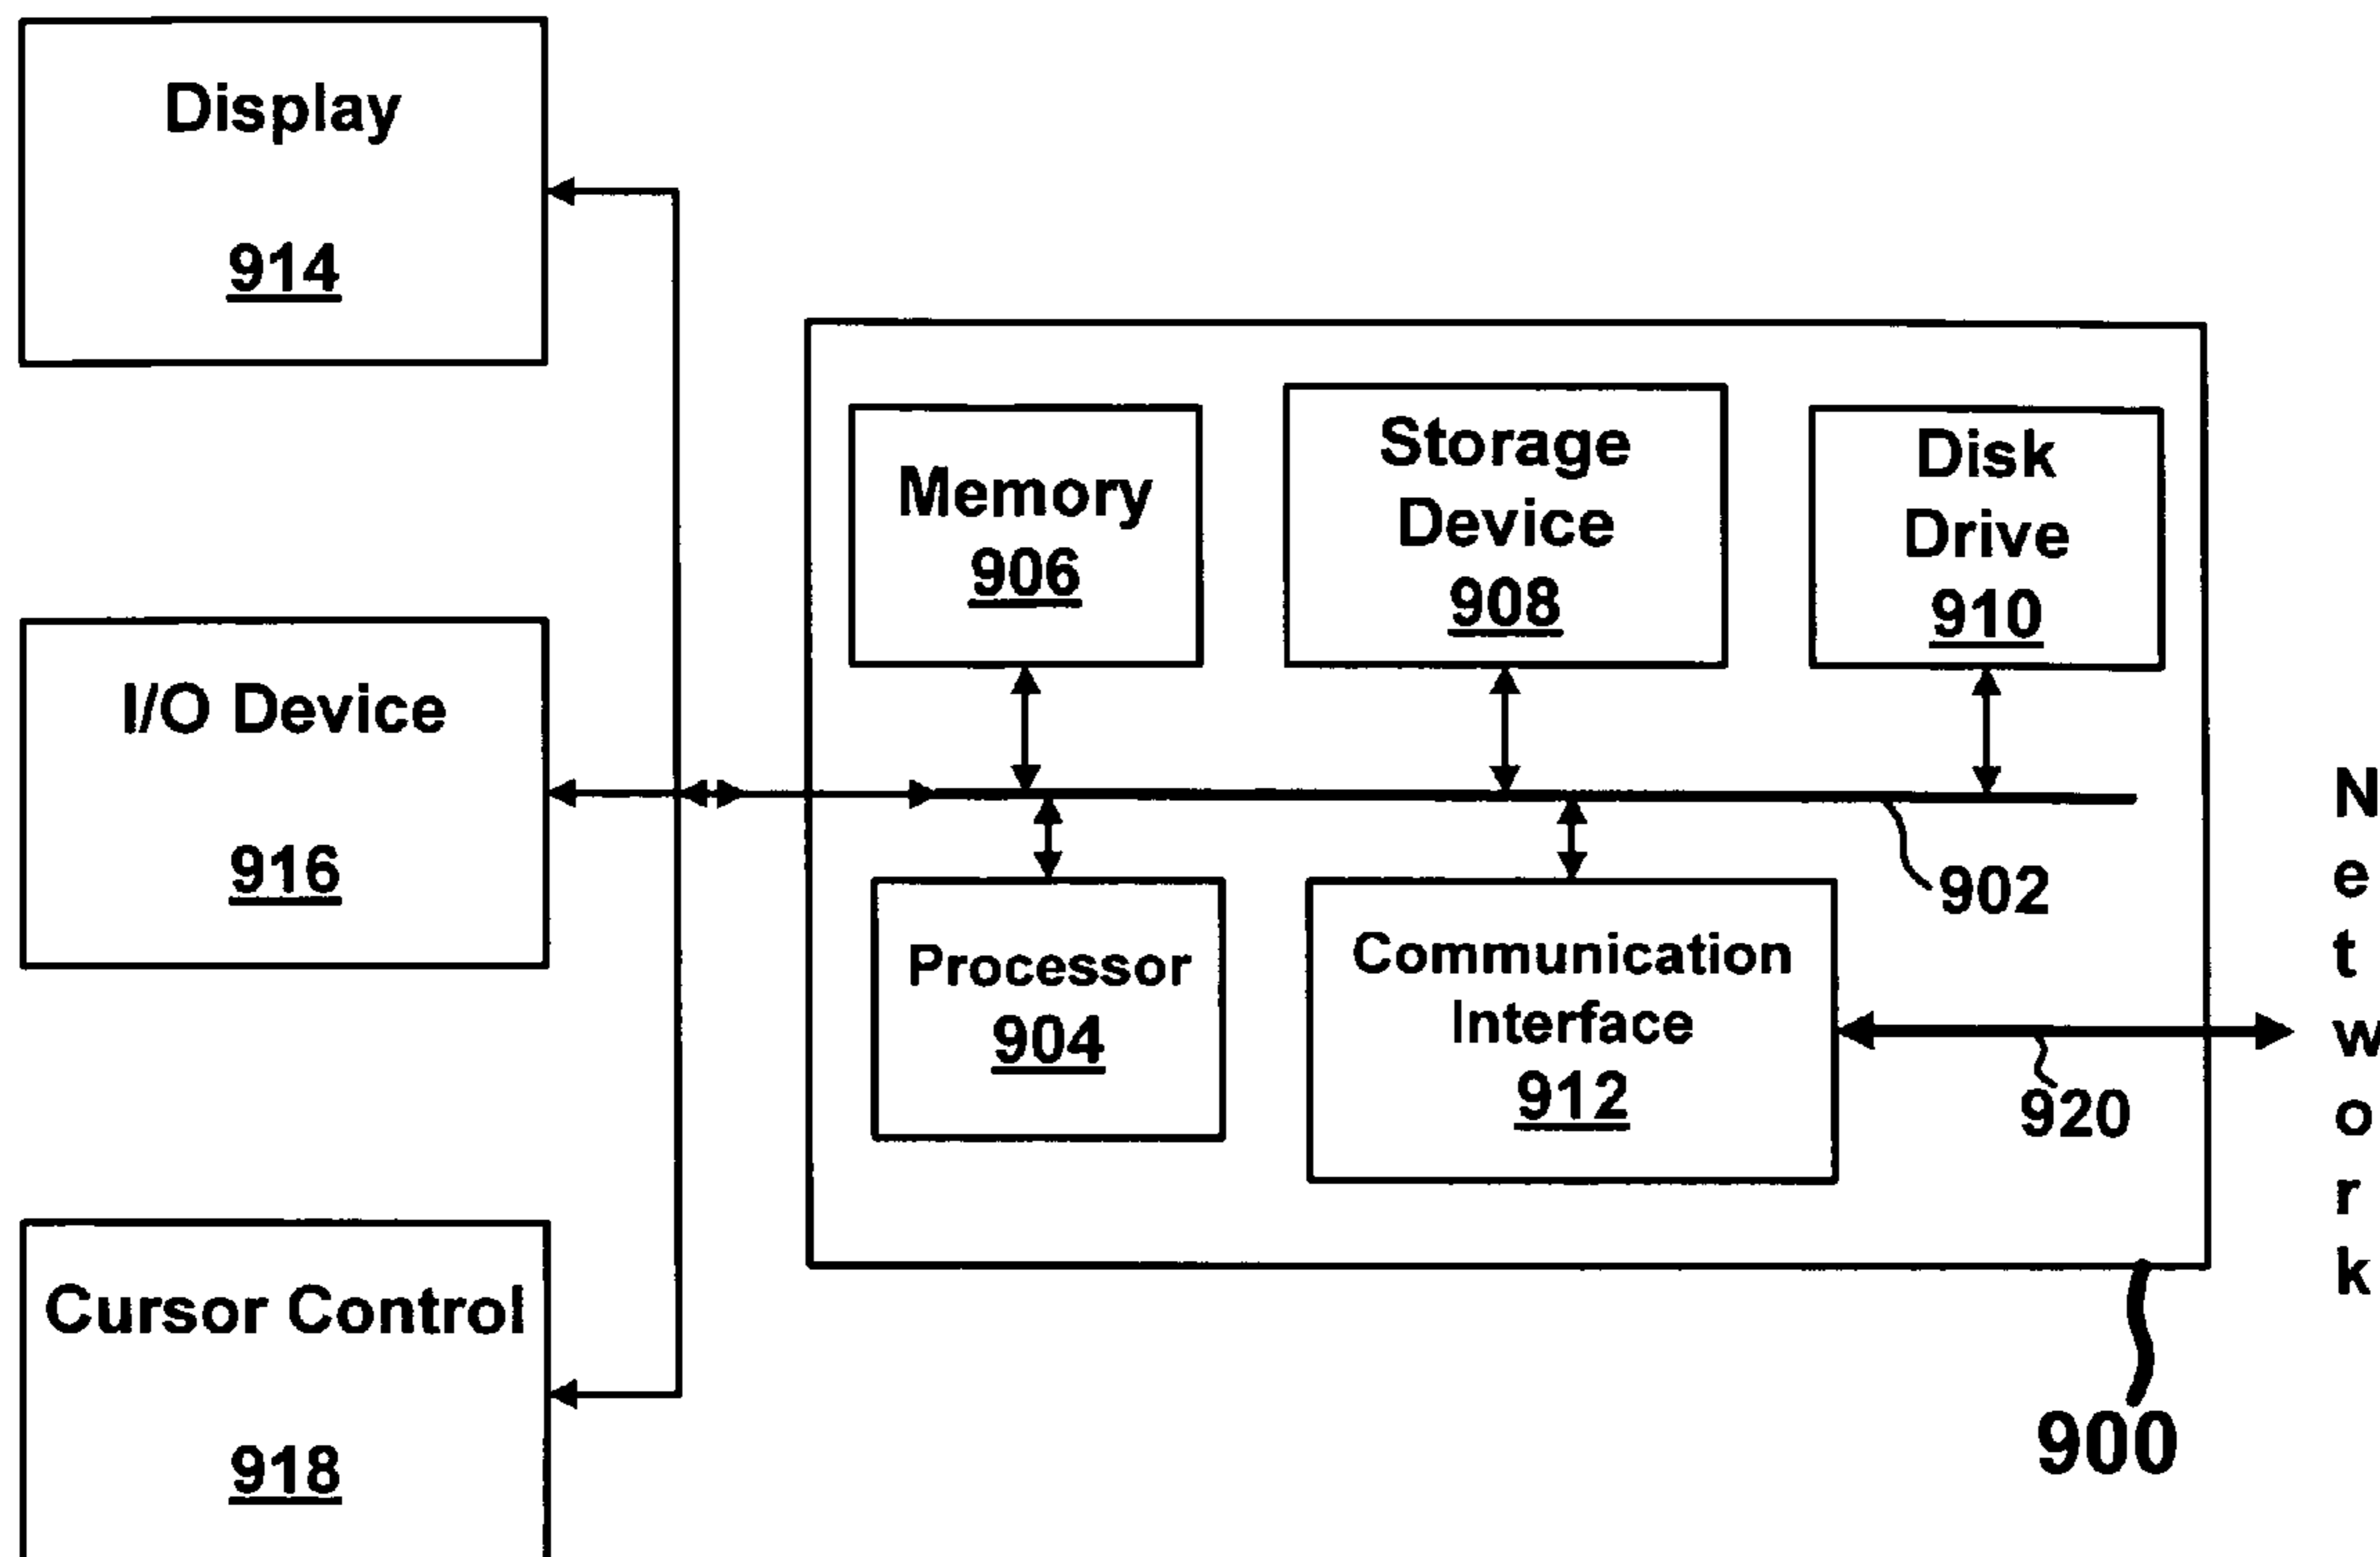 Display
914
Memory
906
Storage
Device
908
Disk
Drive
910
I/O Device
916
902
Processor
904
Communication
Interface
912
920
Network
Cursor Control
918
900